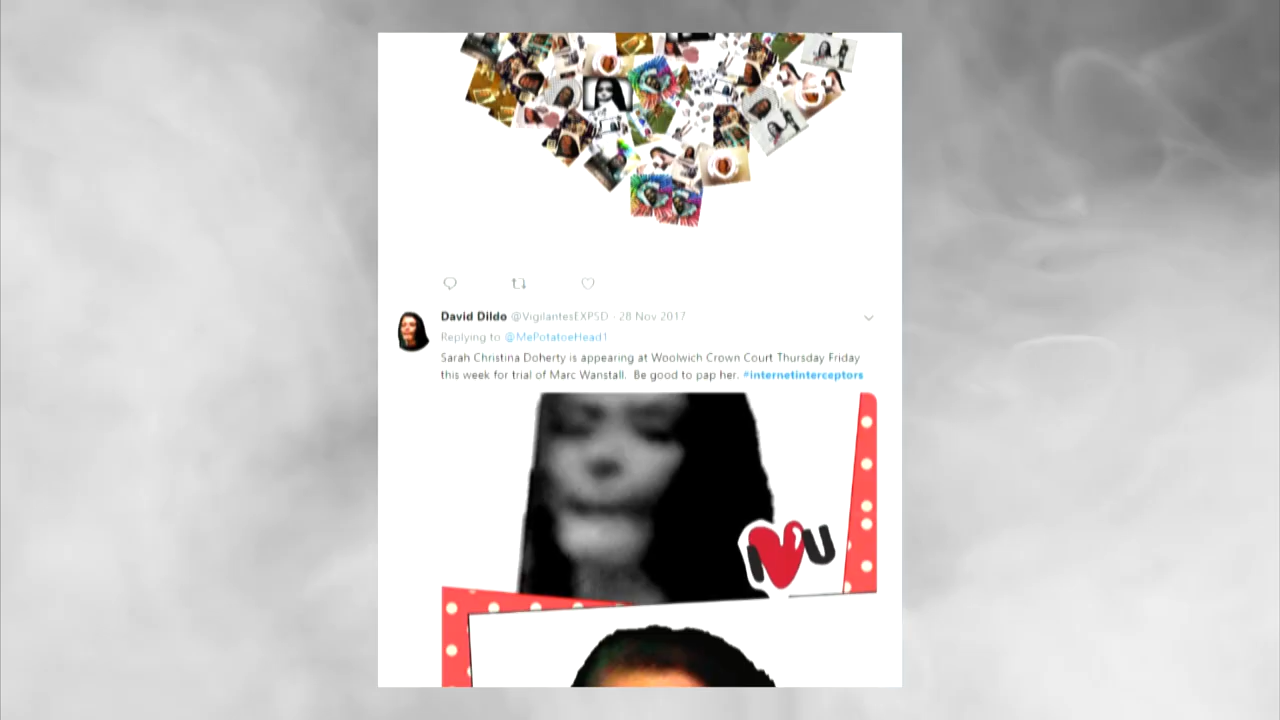 David Dildo @VigilantesEXPSD · 28 Nov 2017
Replying to @MePotatoeHead1
Sarah Christina Doherty is appearing at Woolwich Crown Court Thursday Friday
this week for trial of Marc Wanstall. Be good to pap her. #internetinterceptors
I U